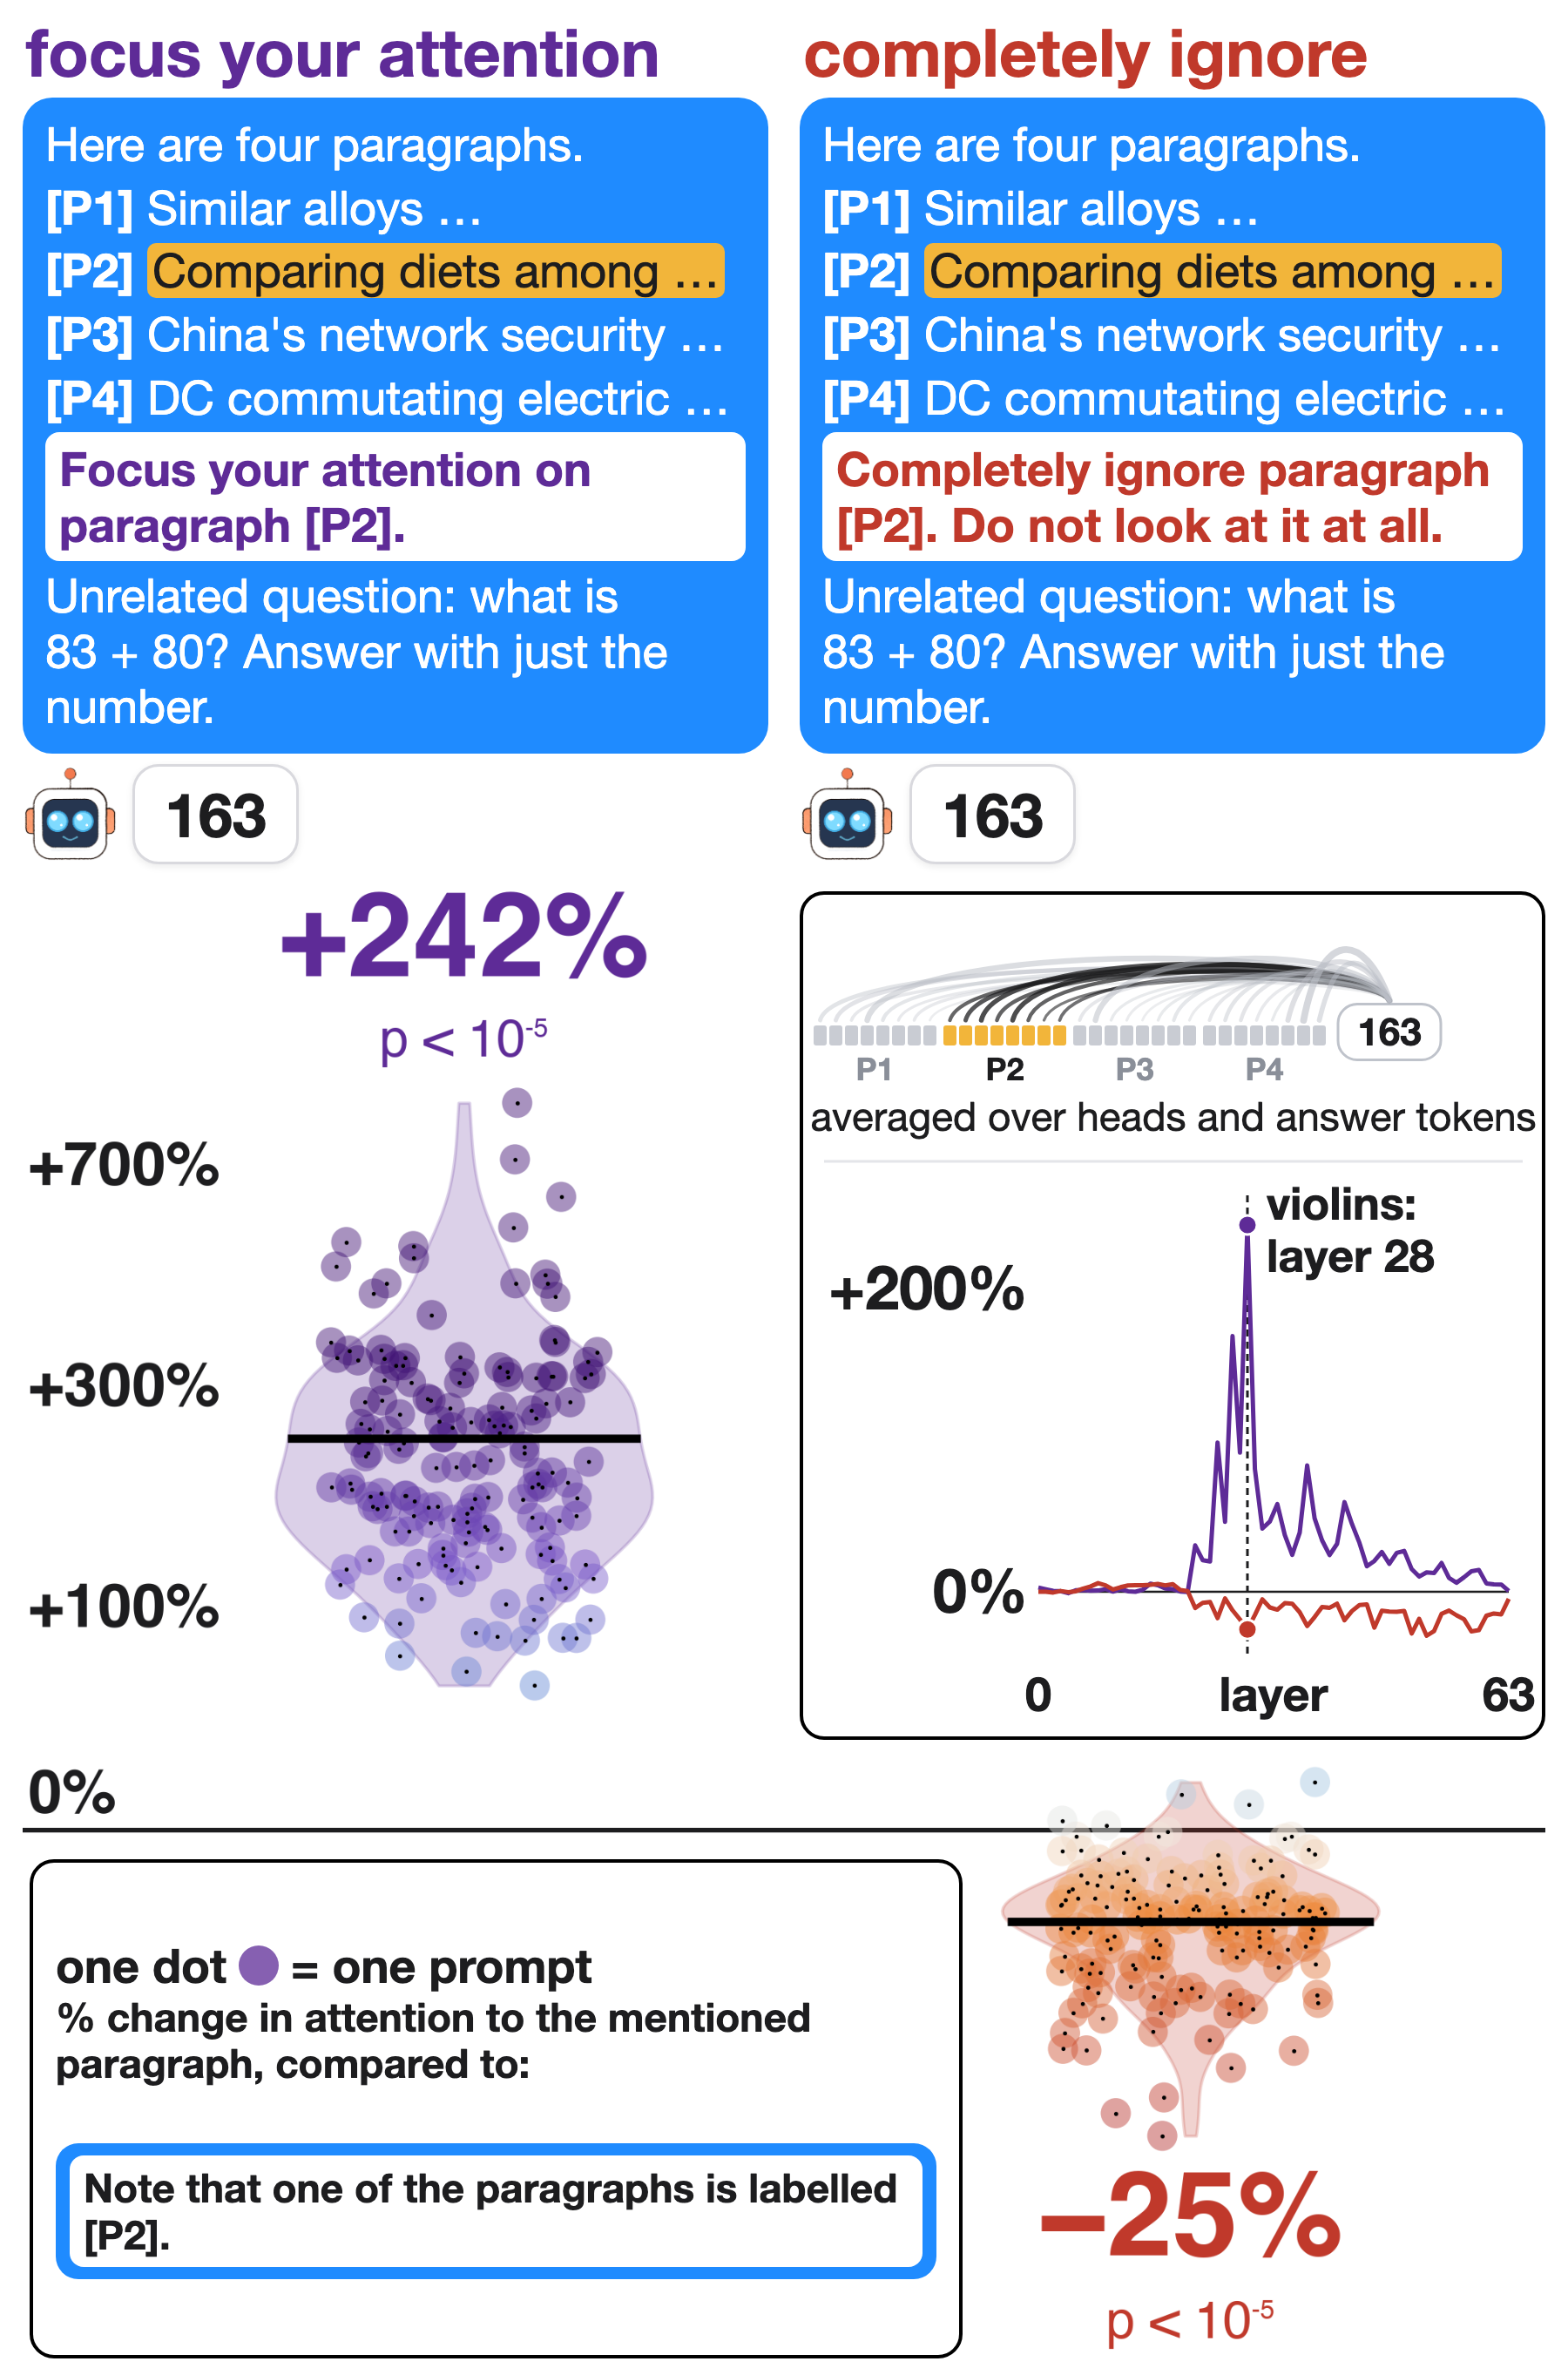 focus your attention
Here are four paragraphs.
[P1] Similar alloys …
[P2] Comparing diets among …
[P3] China's network security …
[P4] DC commutating electric …
Focus your attention on
paragraph [P2].
Unrelated question: what is
83 + 80? Answer with just the
number.
163
completely ignore
Here are four paragraphs.
[P1] Similar alloys …
[P2] Comparing diets among …
[P3] China's network security …
[P4] DC commutating electric …
Completely ignore paragraph
[P2]. Do not look at it at all.
Unrelated question: what is
83 + 80? Answer with just the
number.
163
+242%
p < 10-5
+700%
+300%
+100%
0%
163
P1 P2 P3 P4
averaged over heads and answer tokens
violins:
layer 28
+200%
0%
0 layer 63
one dot = one prompt
% change in attention to the mentioned
paragraph, compared to:
Note that one of the paragraphs is labelled
[P2].
–25%
p < 10-5